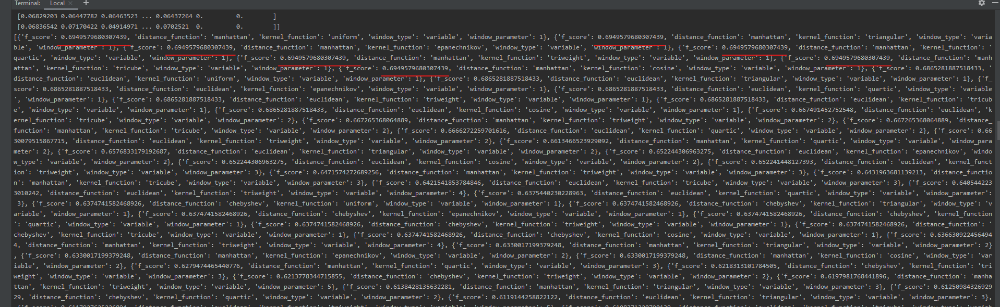 Terminal: Local × +
[0.06829203 0.06447782 0.06463523 ... 0.06437264 0. 0. ]
[0.06836542 0.07170422 0.04914971 ... 0.0702521 0. 0. ]]
[{'f_score': 0.6949579680307439, 'distance_function': 'manhattan', 'kernel_function': 'uniform', 'window_type': 'variable', 'window_parameter': 1}, {'f_score': 0.6949579680307439, 'distance_function': 'manhattan', 'kernel_function': 'triangular', 'window_type': 'varia
ble', 'window_parameter': 1}, {'f_score': 0.6949579680307439, 'distance_function': 'manhattan', 'kernel_function': 'epanechnikov', 'window_type': 'variable', 'window_parameter': 1}, {'f_score': 0.6949579680307439, 'distance_function': 'manhattan', 'kernel_function': '
quartic', 'window_type': 'variable', 'window_parameter': 1}, {'f_score': 0.6949579680307439, 'distance_function': 'manhattan', 'kernel_function': 'triweight', 'window_type': 'variable', 'window_parameter': 1}, {'f_score': 0.6949579680307439, 'distance_function': 'manh
attan', 'kernel_function': 'tricube', 'window_type': 'variable', 'window_parameter': 1}, {'f_score': 0.6949579680307439, 'distance_function': 'manhattan', 'kernel_function': 'cosine', 'window_type': 'variable', 'window_parameter': 1}, {'f_score': 0.6865281887518433, '
distance_function': 'euclidean', 'kernel_function': 'uniform', 'window_type': 'variable', 'window_parameter': 1}, {'f_score': 0.6865281887518433, 'distance_function': 'euclidean', 'kernel_function': 'triangular', 'window_type': 'variable', 'window_parameter': 1}, {'f_
score': 0.6865281887518433, 'distance_function': 'euclidean', 'kernel_function': 'epanechnikov', 'window_type': 'variable', 'window_parameter': 1}, {'f_score': 0.6865281887518433, 'distance_function': 'euclidean', 'kernel_function': 'quartic', 'window_type': 'variable
', 'window_parameter': 1}, {'f_score': 0.6865281887518433, 'distance_function': 'euclidean', 'kernel_function': 'triweight', 'window_type': 'variable', 'window_parameter': 1}, {'f_score': 0.6865281887518433, 'distance_function': 'euclidean', 'kernel_function': 'tricub
e', 'window_type': 'variable', 'window_parameter': 1}, {'f_score': 0.6865281887518433, 'distance_function': 'euclidean', 'kernel_function': 'cosine', 'window_type': 'variable', 'window_parameter': 1}, {'f_score': 0.667491452752548, 'distance_function': 'euclidean', 'k
ernel_function': 'tricube', 'window_type': 'variable', 'window_parameter': 2}, {'f_score': 0.667265368064889, 'distance_function': 'manhattan', 'kernel_function': 'triweight', 'window_type': 'variable', 'window_parameter': 2}, {'f_score': 0.667265368064889, 'distance_
function': 'manhattan', 'kernel_function': 'tricube', 'window_type': 'variable', 'window_parameter': 2}, {'f_score': 0.6666272259701616, 'distance_function': 'euclidean', 'kernel_function': 'quartic', 'window_type': 'variable', 'window_parameter': 2}, {'f_score': 0.66
30079515867715, 'distance_function': 'euclidean', 'kernel_function': 'triweight', 'window_type': 'variable', 'window_parameter': 2}, {'f_score': 0.6613466523929092, 'distance_function': 'manhattan', 'kernel_function': 'quartic', 'window_type': 'variable', 'window_para
meter': 2}, {'f_score': 0.6576833179192687, 'distance_function': 'euclidean', 'kernel_function': 'triangular', 'window_type': 'variable', 'window_parameter': 2}, {'f_score': 0.652244306963275, 'distance_function': 'euclidean', 'kernel_function': 'epanechnikov', 'windo
w_type': 'variable', 'window_parameter': 2}, {'f_score': 0.652244306963275, 'distance_function': 'euclidean', 'kernel_function': 'cosine', 'window_type': 'variable', 'window_parameter': 2}, {'f_score': 0.652241448127393, 'distance_function': 'euclidean', 'kernel_funct
ion': 'triweight', 'window_type': 'variable', 'window_parameter': 3}, {'f_score': 0.6471574272689256, 'distance_function': 'manhattan', 'kernel_function': 'triweight', 'window_type': 'variable', 'window_parameter': 3}, {'f_score': 0.6431963681139213, 'distance_functio
n': 'manhattan', 'kernel_function': 'tricube', 'window_type': 'variable', 'window_parameter': 3}, {'f_score': 0.6421541853784846, 'distance_function': 'euclidean', 'kernel_function': 'tricube', 'window_type': 'variable', 'window_parameter': 3}, {'f_score': 0.640544223
3010242, 'distance_function': 'euclidean', 'kernel_function': 'triweight', 'window_type': 'variable', 'window_parameter': 4}, {'f_score': 0.6375440230228963, 'distance_function': 'euclidean', 'kernel_function': 'quartic', 'window_type': 'variable', 'window_parameter':
3}, {'f_score': 0.6374741582468926, 'distance_function': 'chebyshev', 'kernel_function': 'uniform', 'window_type': 'variable', 'window_parameter': 1}, {'f_score': 0.6374741582468926, 'distance_function': 'chebyshev', 'kernel_function': 'triangular', 'window_type': 'v
ariable', 'window_parameter': 1}, {'f_score': 0.6374741582468926, 'distance_function': 'chebyshev', 'kernel_function': 'epanechnikov', 'window_type': 'variable', 'window_parameter': 1}, {'f_score': 0.6374741582468926, 'distance_function': 'chebyshev', 'kernel_function
': 'quartic', 'window_type': 'variable', 'window_parameter': 1}, {'f_score': 0.6374741582468926, 'distance_function': 'chebyshev', 'kernel_function': 'triweight', 'window_type': 'variable', 'window_parameter': 1}, {'f_score': 0.6374741582468926, 'distance_function': '
chebyshev', 'kernel_function': 'tricube', 'window_type': 'variable', 'window_parameter': 1}, {'f_score': 0.6374741582468926, 'distance_function': 'chebyshev', 'kernel_function': 'cosine', 'window_type': 'variable', 'window_parameter': 1}, {'f_score': 0.636630922456494
4, 'distance_function': 'manhattan', 'kernel_function': 'triweight', 'window_type': 'variable', 'window_parameter': 4}, {'f_score': 0.6330017199379248, 'distance_function': 'manhattan', 'kernel_function': 'triangular', 'window_type': 'variable', 'window_parameter': 2}
, {'f_score': 0.6330017199379248, 'distance_function': 'manhattan', 'kernel_function': 'epanechnikov', 'window_type': 'variable', 'window_parameter': 2}, {'f_score': 0.6330017199379248, 'distance_function': 'manhattan', 'kernel_function': 'cosine', 'window_type': 'var
iable', 'window_parameter': 2}, {'f_score': 0.6279474465440776, 'distance_function': 'manhattan', 'kernel_function': 'quartic', 'window_type': 'variable', 'window_parameter': 3}, {'f_score': 0.6218313101784505, 'distance_function': 'chebyshev', 'kernel_function': 'tri
weight', 'window_type': 'variable', 'window_parameter': 3}, {'f_score': 0.6213778344715855, 'distance_function': 'chebyshev', 'kernel_function': 'triweight', 'window_type': 'variable', 'window_parameter': 2}, {'f_score': 0.6197981768441896, 'distance_function': 'manha
ttan', 'kernel_function': 'triweight', 'window_type': 'variable', 'window_parameter': 5}, {'f_score': 0.6138428135632281, 'distance_function': 'manhattan', 'kernel_function': 'triangular', 'window_type': 'variable', 'window_parameter': 3}, {'f_score': 0.61250984326929
29, 'distance_function': 'chebyshev', 'kernel_function': 'quartic', 'window_type': 'variable', 'window_parameter': 2}, {'f_score': 0.6119144258822122, 'distance_function': 'euclidean', 'kernel_function': 'triangular', 'window_type': 'variable', 'window_parameter': 3},